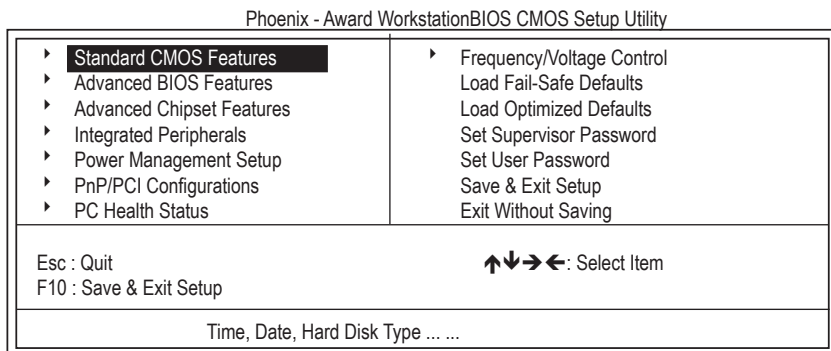 Phoenix - Award WorkstationBIOS CMOS Setup Utility
‣ Standard CMOS Features
‣ Advanced BIOS Features
‣ Advanced Chipset Features
‣ Integrated Peripherals
‣ Power Management Setup
‣ PnP/PCI Configurations
‣ PC Health Status
‣ Frequency/Voltage Control
Load Fail-Safe Defaults
Load Optimized Defaults
Set Supervisor Password
Set User Password
Save & Exit Setup
Exit Without Saving
Esc : Quit
F10 : Save & Exit Setup
↑↓→←: Select Item
Time, Date, Hard Disk Type ... ...